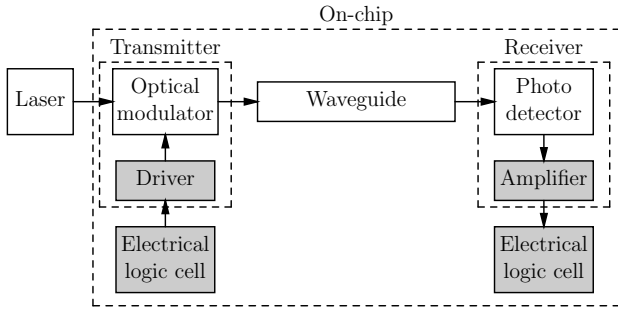 On-chip
Transmitter
Receiver
Laser
Optical
modulator
Waveguide
Photo
detector
Driver
Amplifier
Electrical
logic cell
Electrical
logic cell